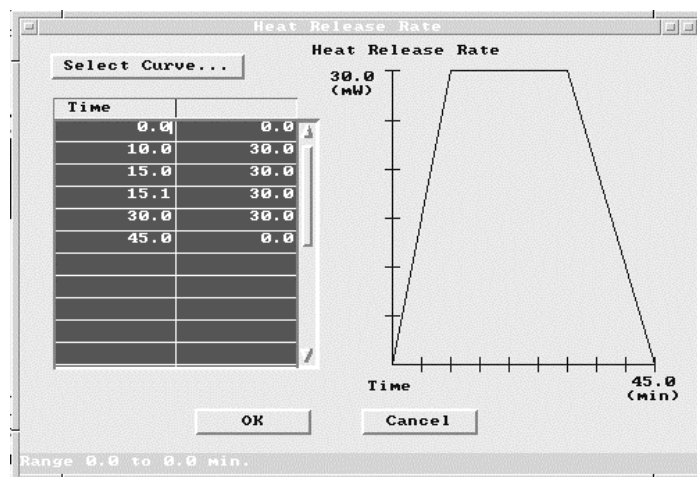 Heat Release Rate
Select Curve...
Heat Release Rate
30.0
(mW)
Time
0.0 0.0
10.0 30.0
15.0 30.0
15.1 30.0
30.0 30.0
45.0 0.0
Time
45.0
(min)
OK
Cancel
Range 0.0 to 0.0 min.